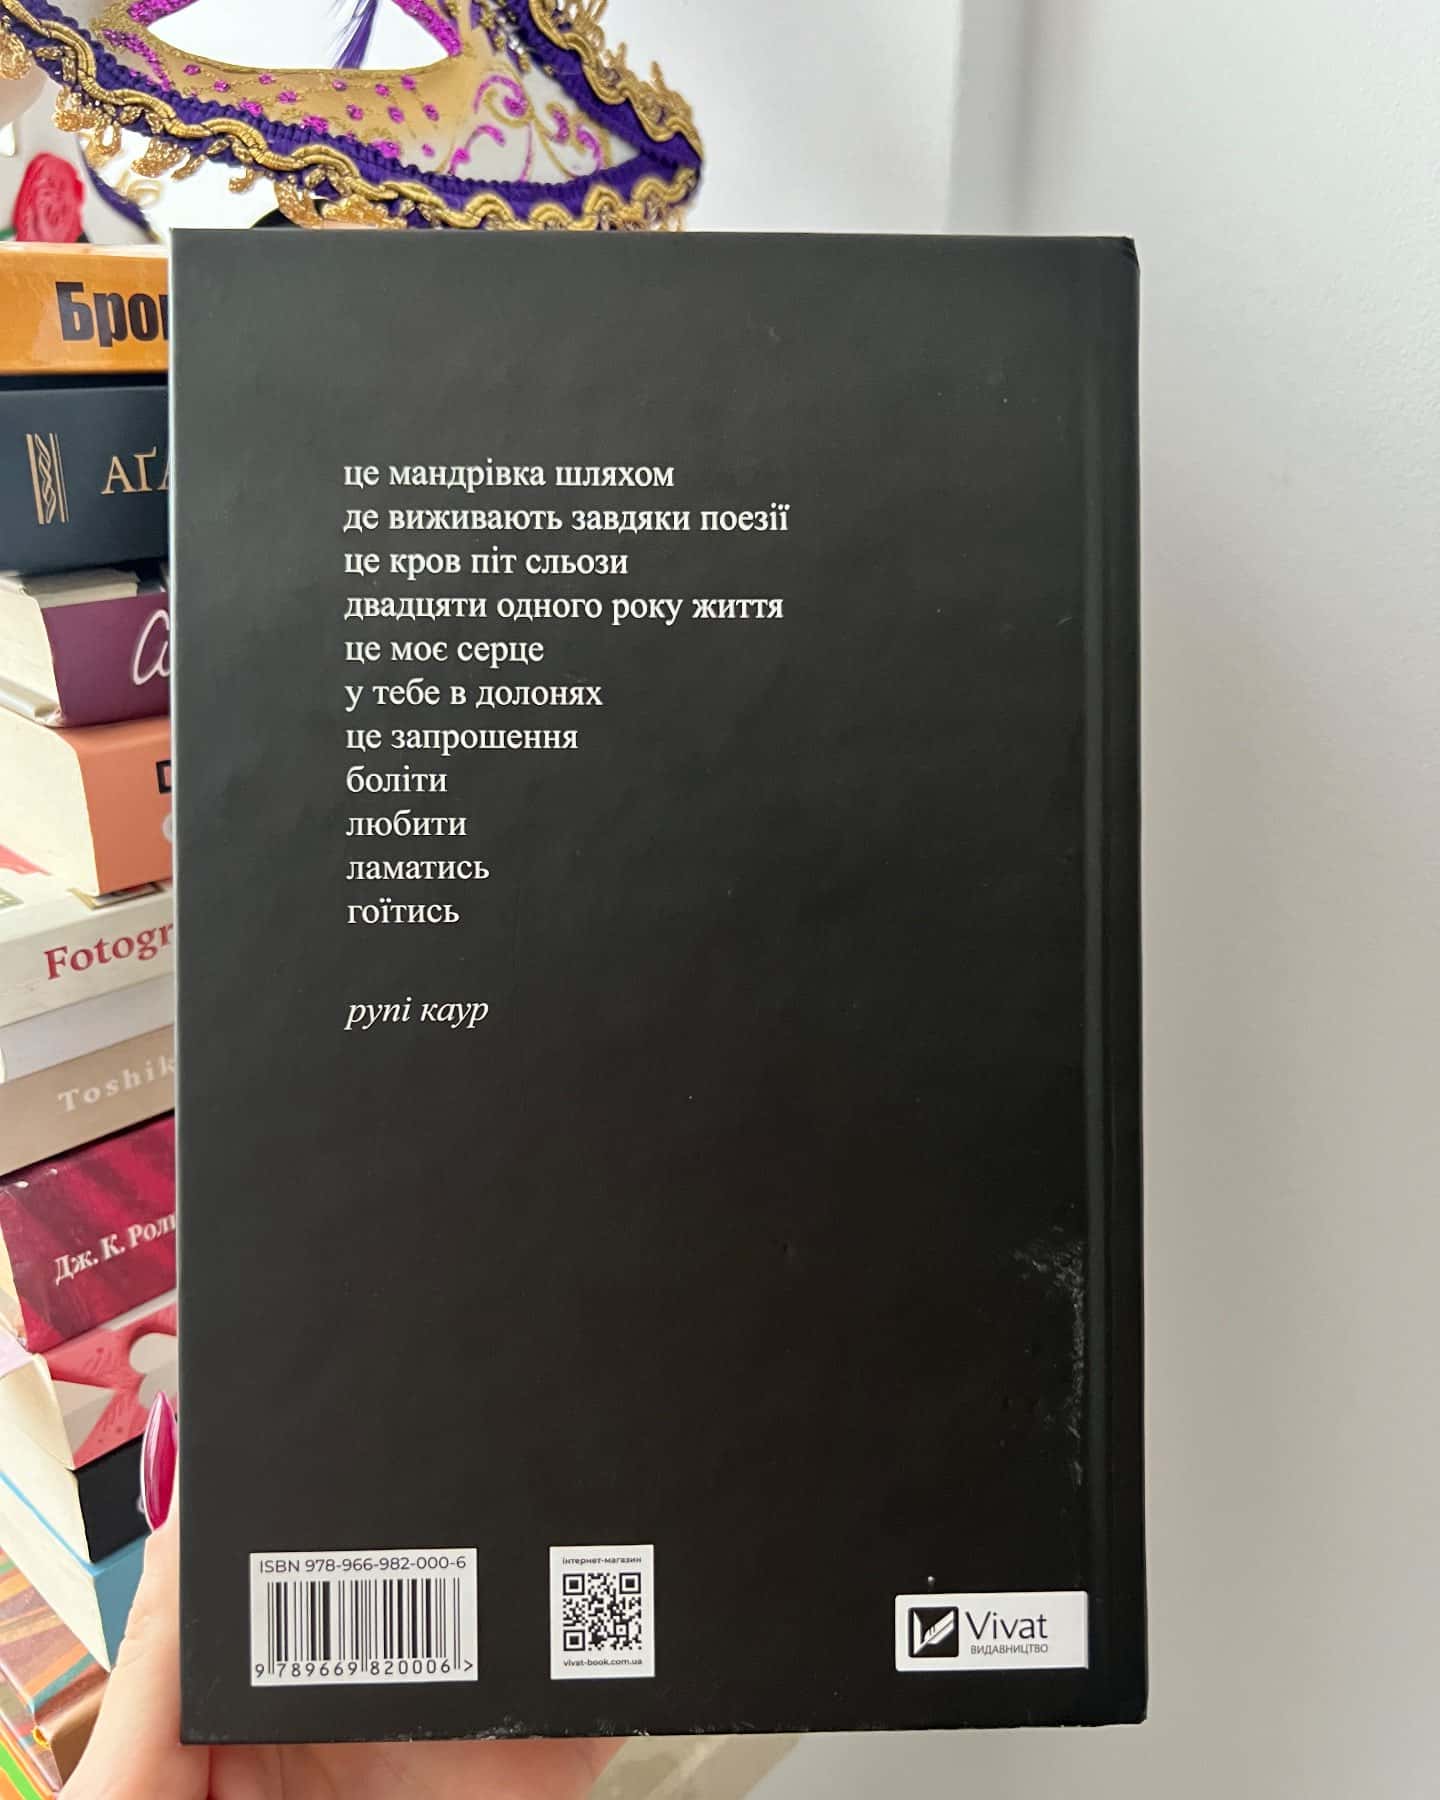 це мандрівка шляхом
де виживають завдяки поезії
це кров піт сльози
двадцяти одного року життя
це моє серце
у тебе в долонях
це запрошення
боліти
любити
ламатись
гоїтись
рупі каур
ISBN 978-966-982-000-6
9 789669 820006 >
інтернет-магазин
vivat-book.com.ua
Vivat
ВИДАВНИЦТВО
Fotogr
Toshik
Дж. К. Рол